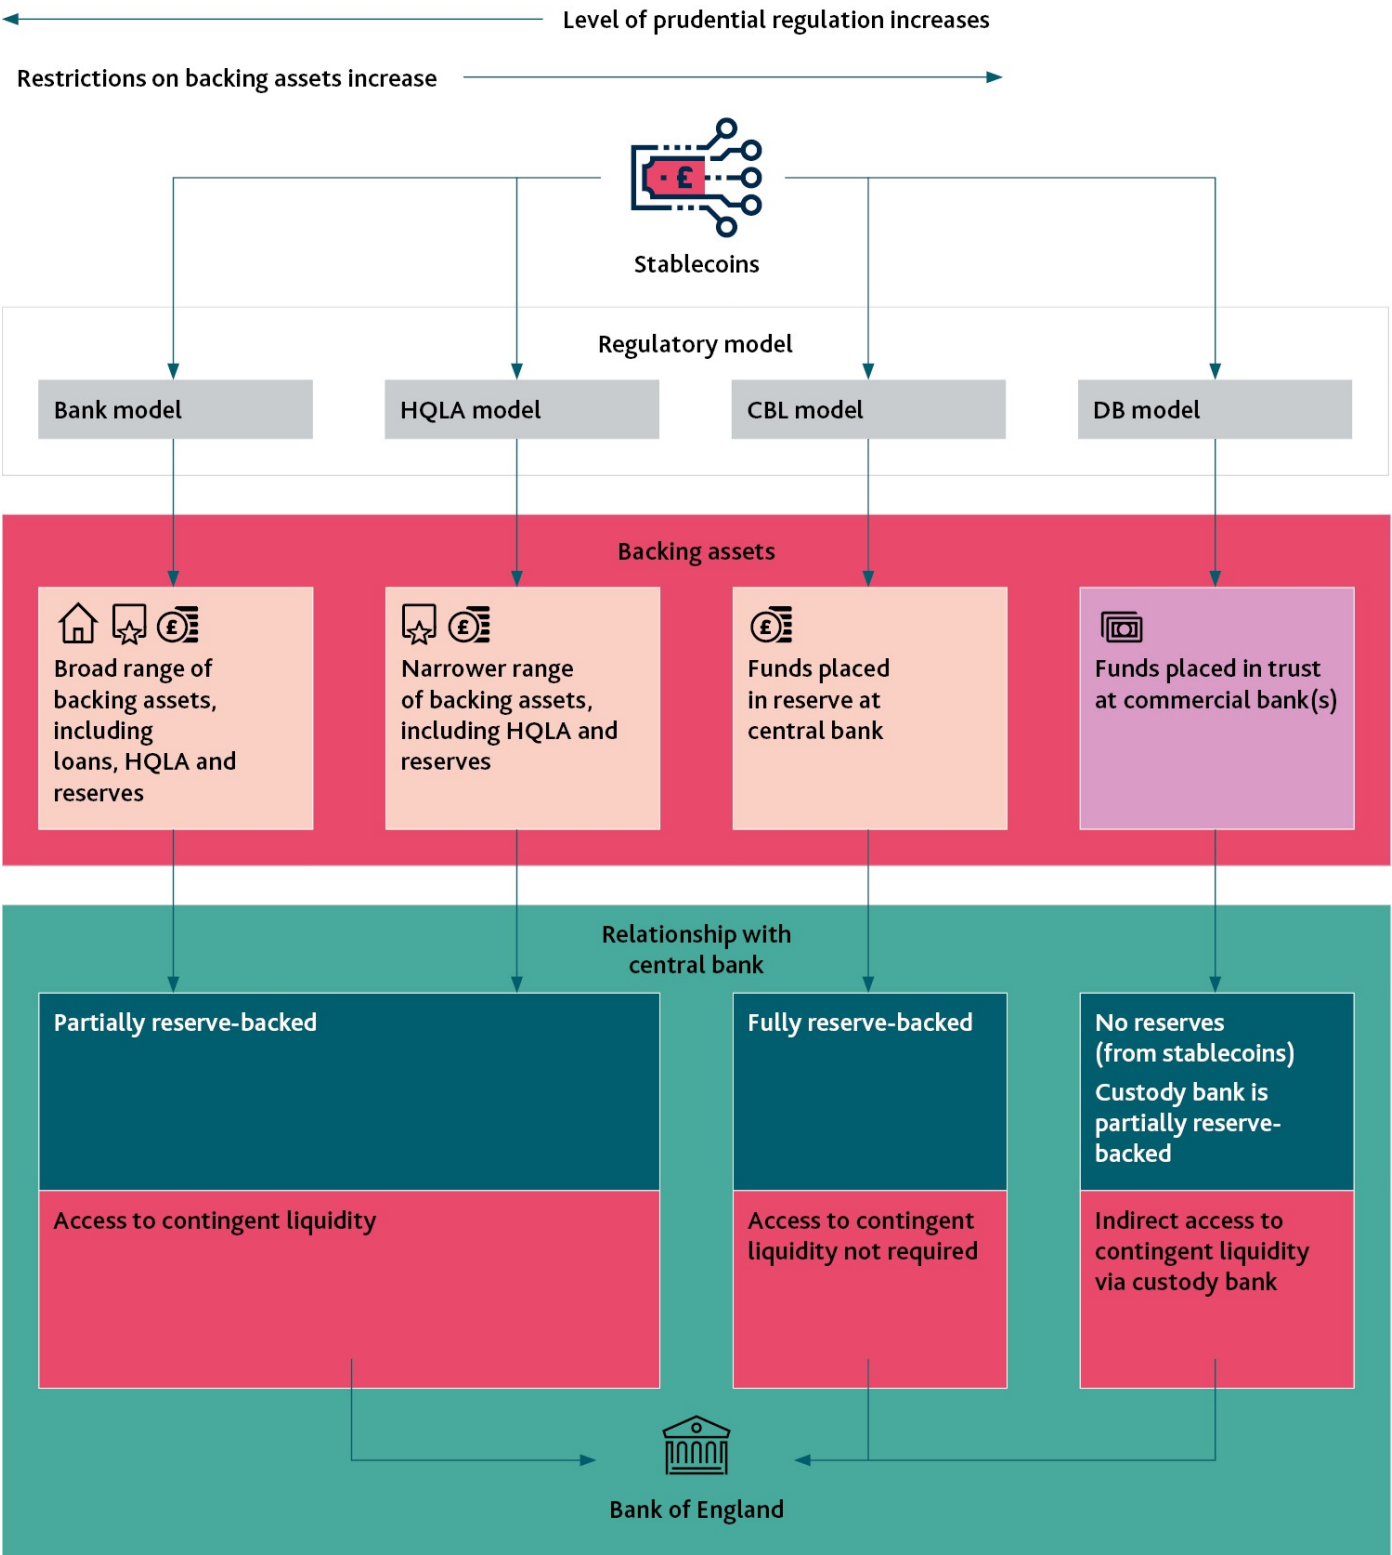 Level of prudential regulation increases
Restrictions on backing assets increase
£
Stablecoins
Regulatory model
Bank model
HQLA model
CBL model
DB model
Backing assets
£
Broad range of
backing assets,
including
loans, HQLA and
reserves
£
Narrower range
of backing assets,
including HQLA and
reserves
£
Funds placed
in reserve at
central bank
Funds placed in trust
at commercial bank(s)
Relationship with
central bank
Partially reserve-backed
Fully reserve-backed
No reserves
(from stablecoins)
Custody bank is
partially reserve-
backed
Access to contingent liquidity
Access to contingent
liquidity not required
Indirect access to
contingent liquidity
via custody bank
Bank of England